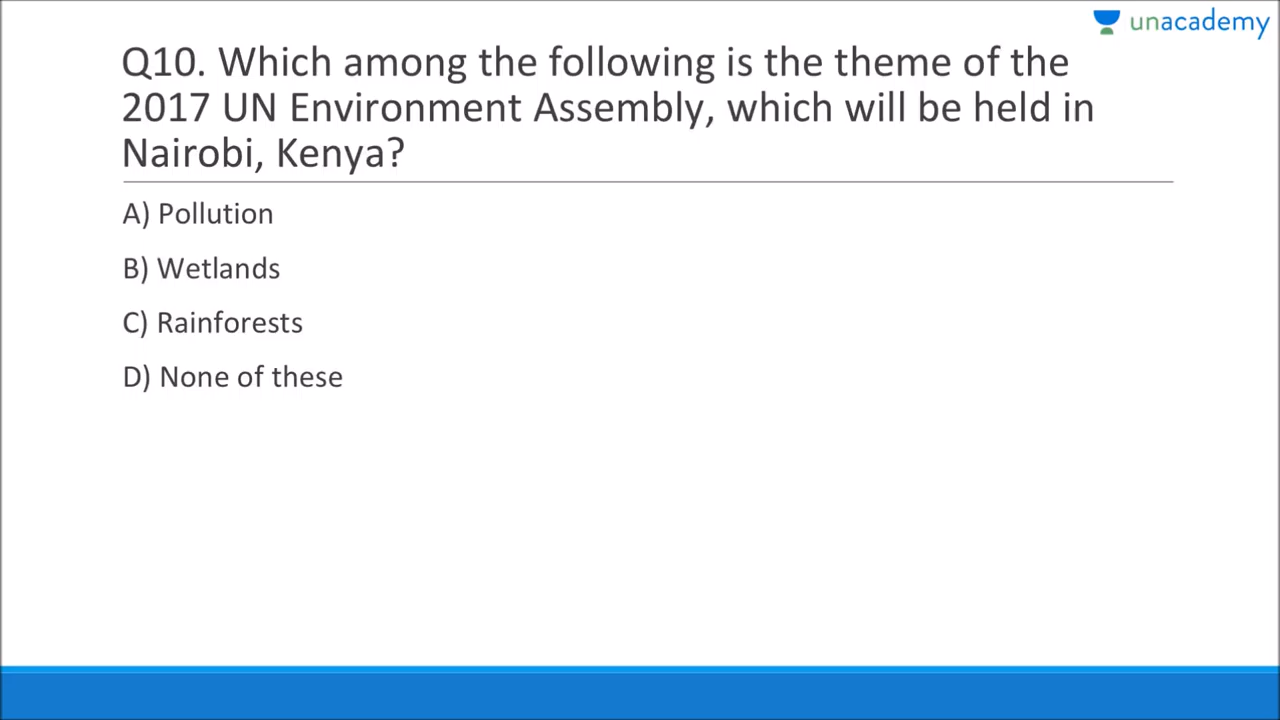 unacademy
Q10. Which among the following is the theme of the
2017 UN Environment Assembly, which will be held in
Nairobi, Kenya?
A) Pollution
B) Wetlands
C) Rainforests
D) None of these